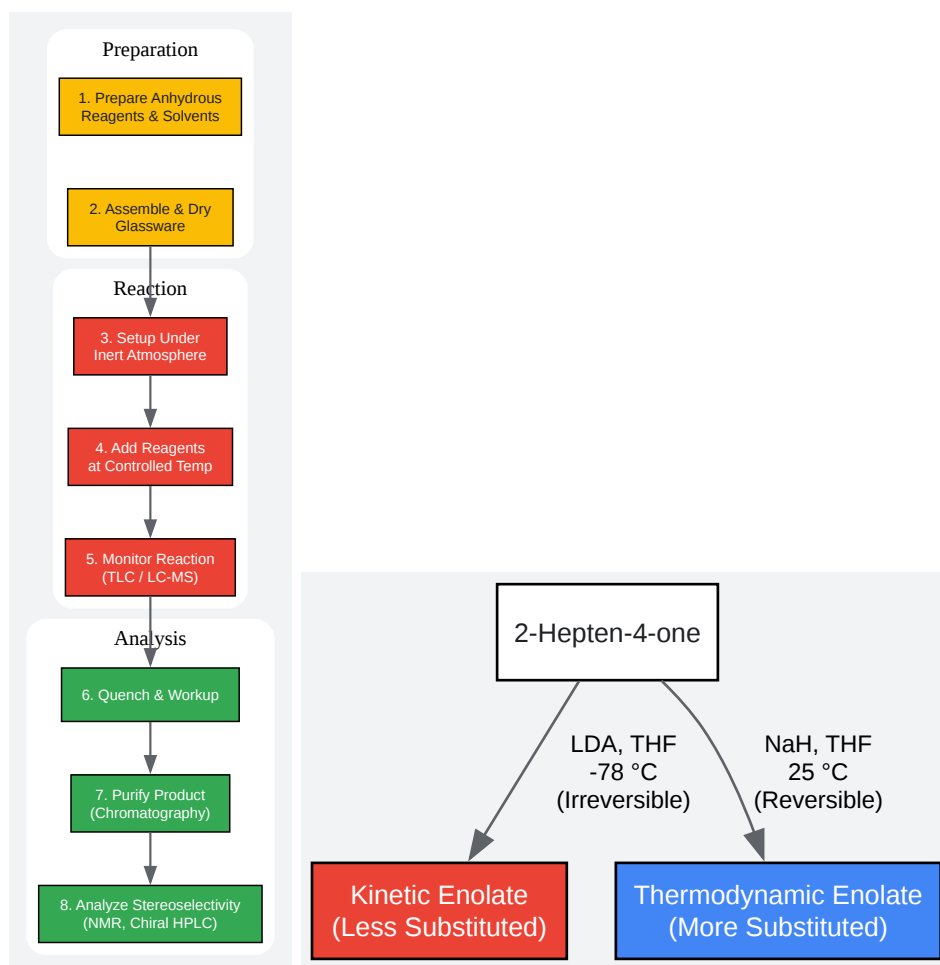 Preparation
1. Prepare Anhydrous
Reagents & Solvents
2. Assemble & Dry
Glassware
Reaction
3. Setup Under
Inert Atmosphere
4. Add Reagents
at Controlled Temp
5. Monitor Reaction
(TLC / LC-MS)
Analysis
6. Quench & Workup
7. Purify Product
(Chromatography)
8. Analyze Stereoselectivity
(NMR, Chiral HPLC)
2-Hepten-4-one
LDA, THF
-78 °C
(Irreversible)
NaH, THF
25 °C
(Reversible)
Kinetic Enolate
(Less Substituted)
Thermodynamic Enolate
(More Substituted)